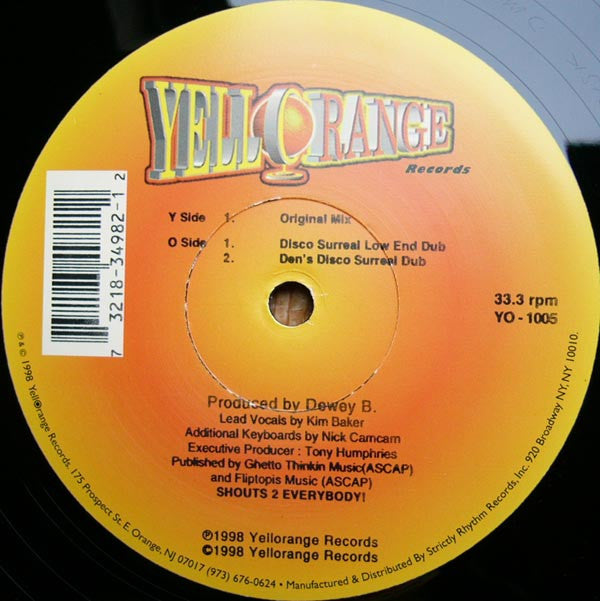 YELLORANGE
Records
Y Side 1. Original Mix
O Side 1. Disco Surreal Low End Dub
2. Den's Disco Surreal Dub
7 3218-34982-1 2
33.3 rpm
YO - 1005
Produced by Dewey B.
Lead Vocals by Kim Baker
Additional Keyboards by Nick Camcam
Executive Producer : Tony Humphries
Published by Ghetto Thinkin Music(ASCAP)
and Fliptopis Music (ASCAP)
SHOUTS 2 EVERYBODY!
℗1998 Yellorange Records
©1998 Yellorange Records
℗ & © 1998 YellOrange Records. 175 Prospect St. E. Orange, NJ 07017 (973) 676-0624 • Manufactured & Distributed By Strictly Rhythm Records, Inc. 920 Broadway NY. NY 10010.